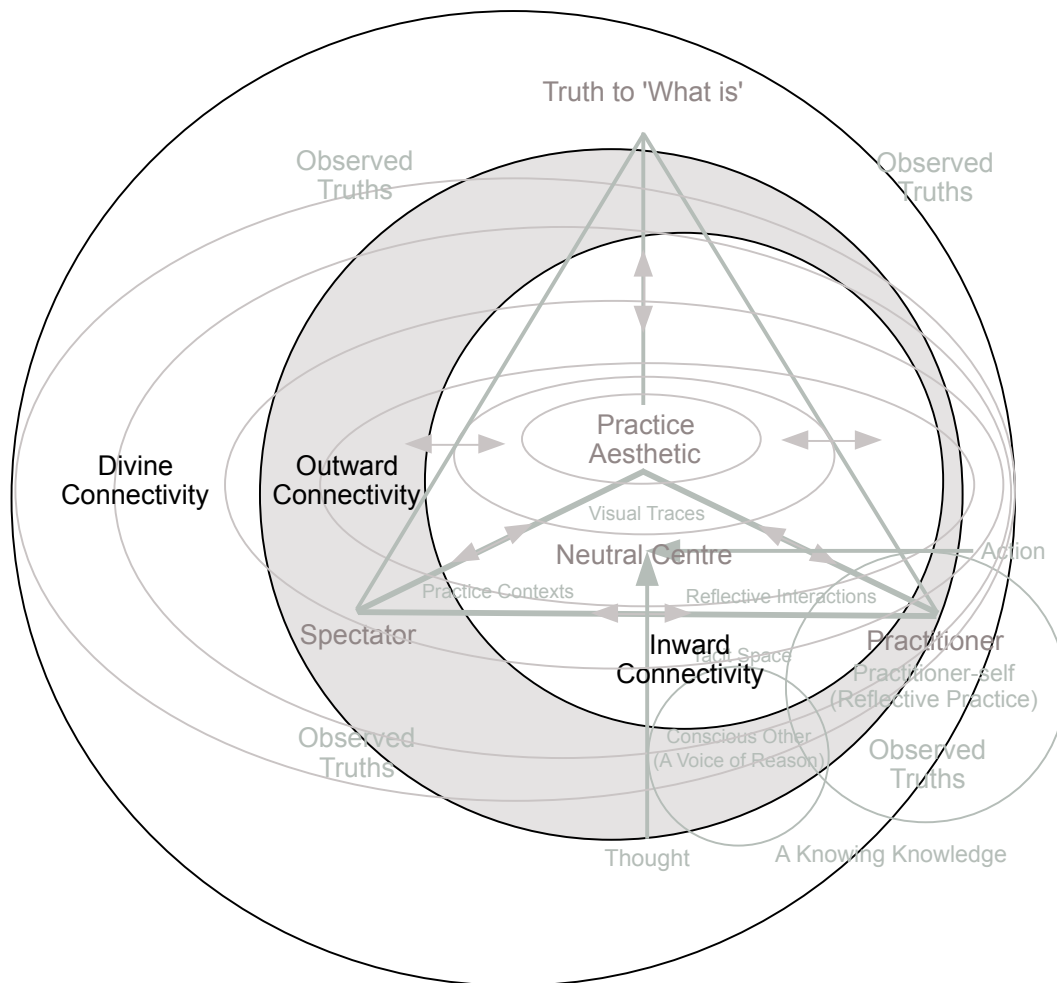 Truth to 'What is'
Observed
Truths
Observed
Truths
Practice
Aesthetic
Divine
Connectivity
Outward
Connectivity
Visual Traces
Neutral Centre
Action
Practice Contexts
Reflective Interactions
Spectator
Practitioner
Inward
Connectivity
Tacit Space
Practitioner-self
(Reflective Practice)
Observed
Truths
Conscious Other
(A Voice of Reason)
Observed
Truths
Thought
A Knowing Knowledge